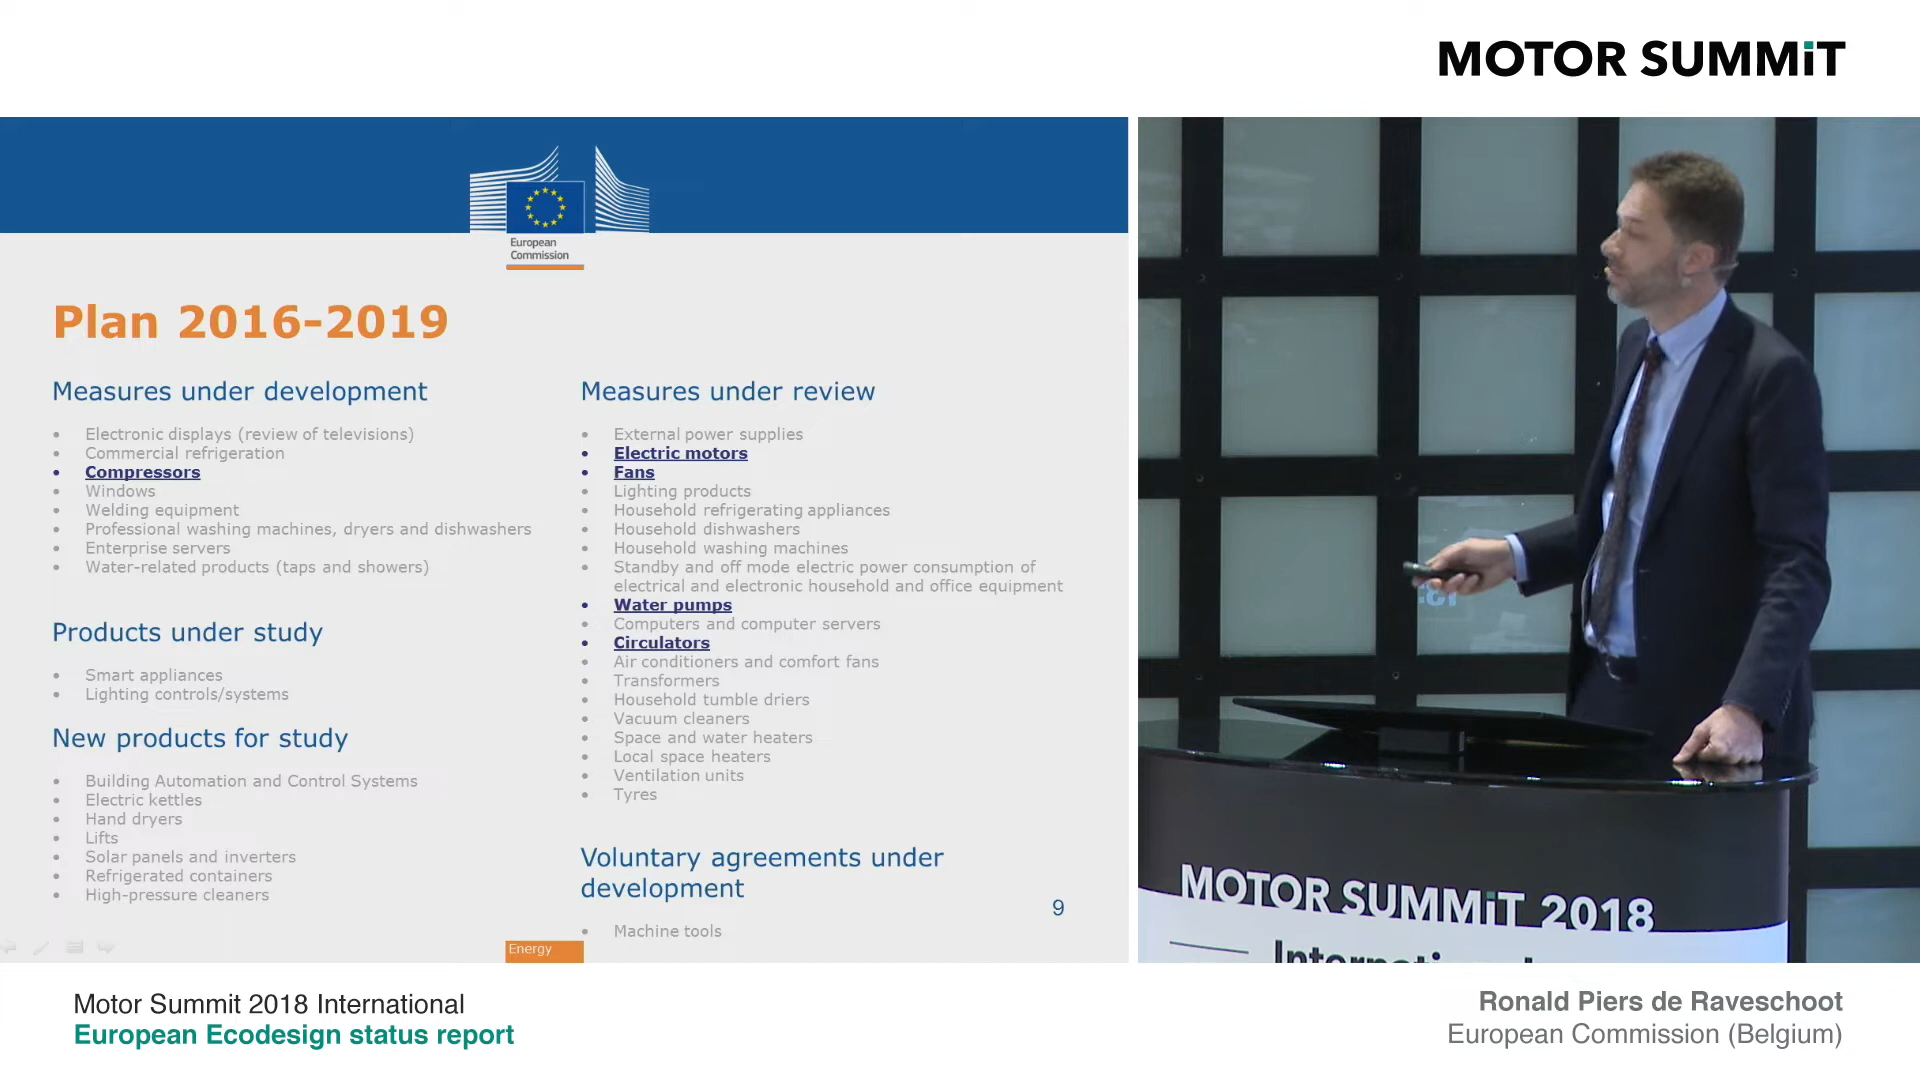 MOTOR SUMMiT
European
Commission
Plan 2016-2019
Measures under development
• Electronic displays (review of televisions)
• Commercial refrigeration
• Compressors
• Windows
• Welding equipment
• Professional washing machines, dryers and dishwashers
• Enterprise servers
• Water-related products (taps and showers)
Products under study
• Smart appliances
• Lighting controls/systems
New products for study
• Building Automation and Control Systems
• Electric kettles
• Hand dryers
• Lifts
• Solar panels and inverters
• Refrigerated containers
• High-pressure cleaners
Measures under review
• External power supplies
• Electric motors
• Fans
• Lighting products
• Household refrigerating appliances
• Household dishwashers
• Household washing machines
• Standby and off mode electric power consumption of
electrical and electronic household and office equipment
• Water pumps
• Computers and computer servers
• Circulators
• Air conditioners and comfort fans
• Transformers
• Household tumble driers
• Vacuum cleaners
• Space and water heaters
• Local space heaters
• Ventilation units
• Tyres
Voluntary agreements under
development
• Machine tools
9
Energy
MOTOR SUMMiT 2018
Motor Summit 2018 International
European Ecodesign status report
Ronald Piers de Raveschoot
European Commission (Belgium)